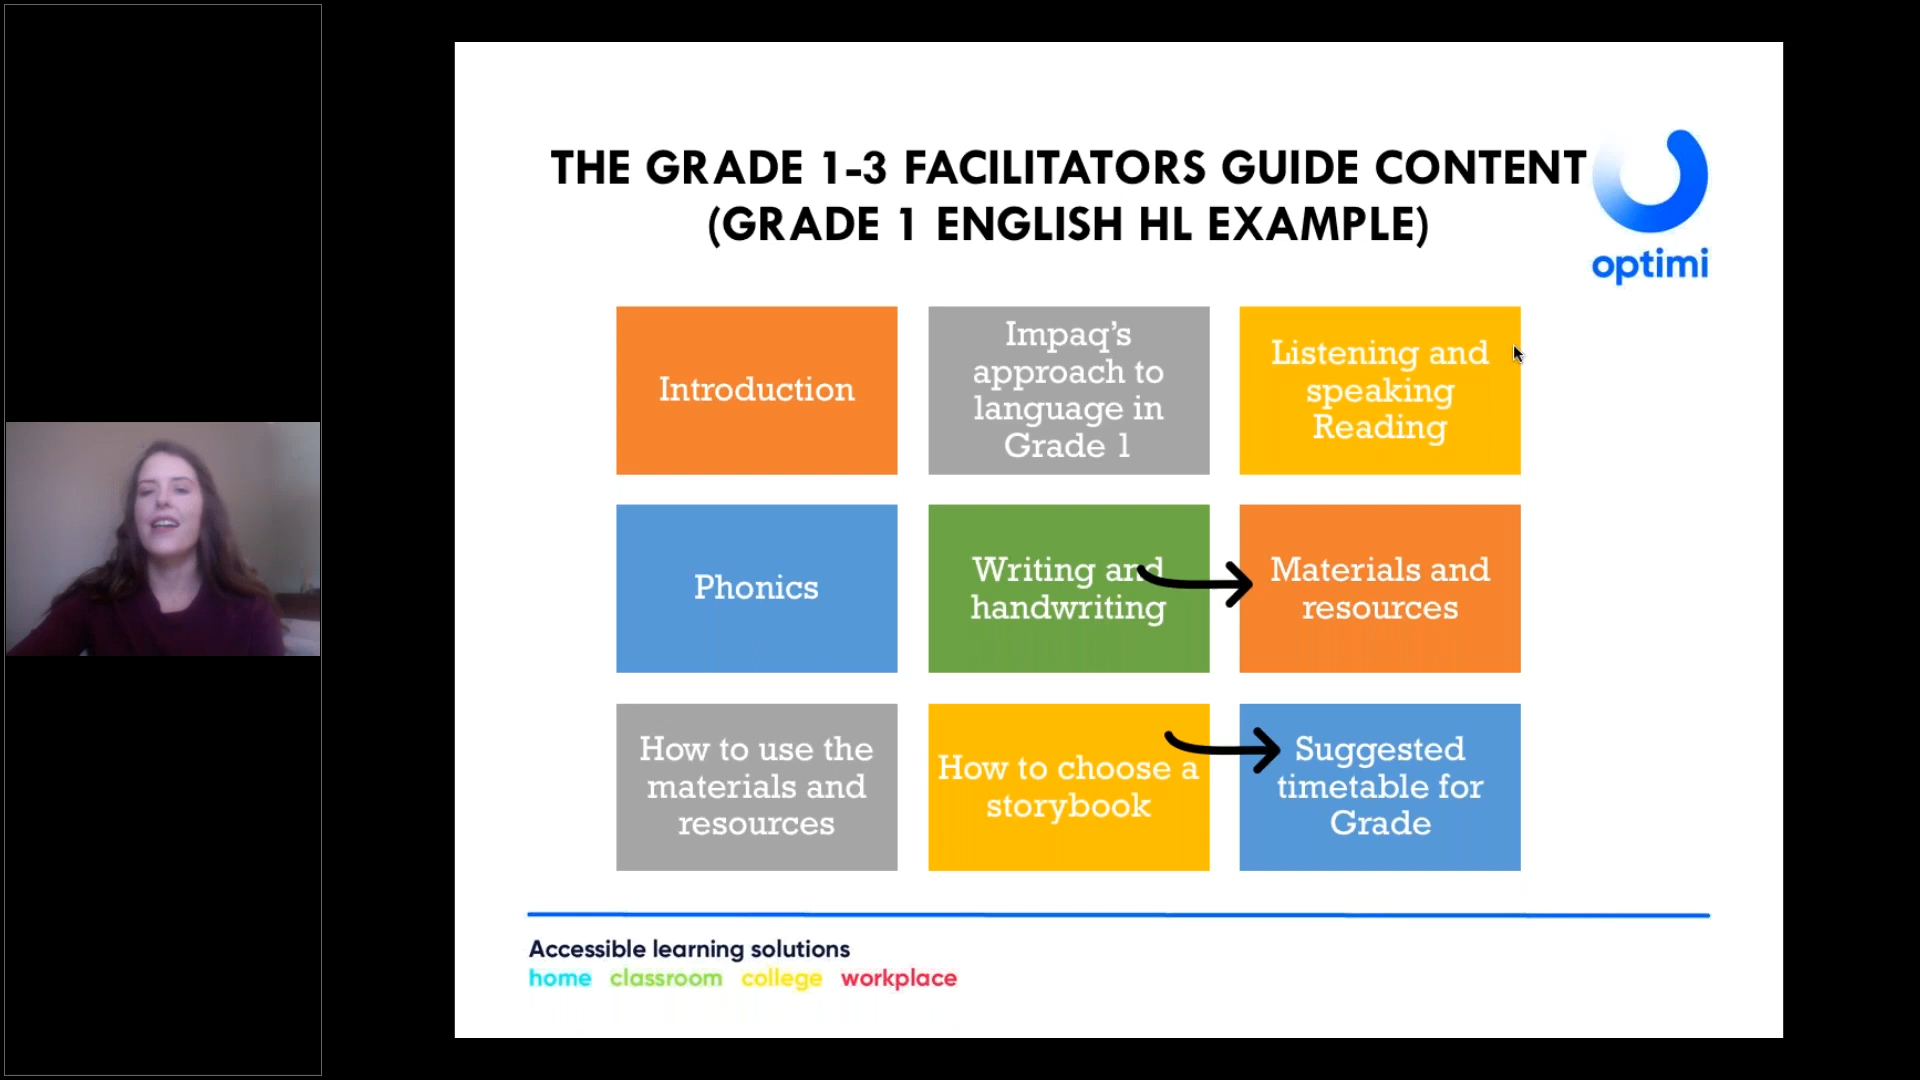 THE GRADE 1-3 FACILITATORS GUIDE CONTENT
(GRADE 1 ENGLISH HL EXAMPLE)
optimi
Introduction
Impaq’s
approach to
language in
Grade 1
Listening and
speaking
Reading
Phonics
Writing and
handwriting
Materials and
resources
How to use the
materials and
resources
How to choose a
storybook
Suggested
timetable for
Grade
Accessible learning solutions
home classroom college workplace